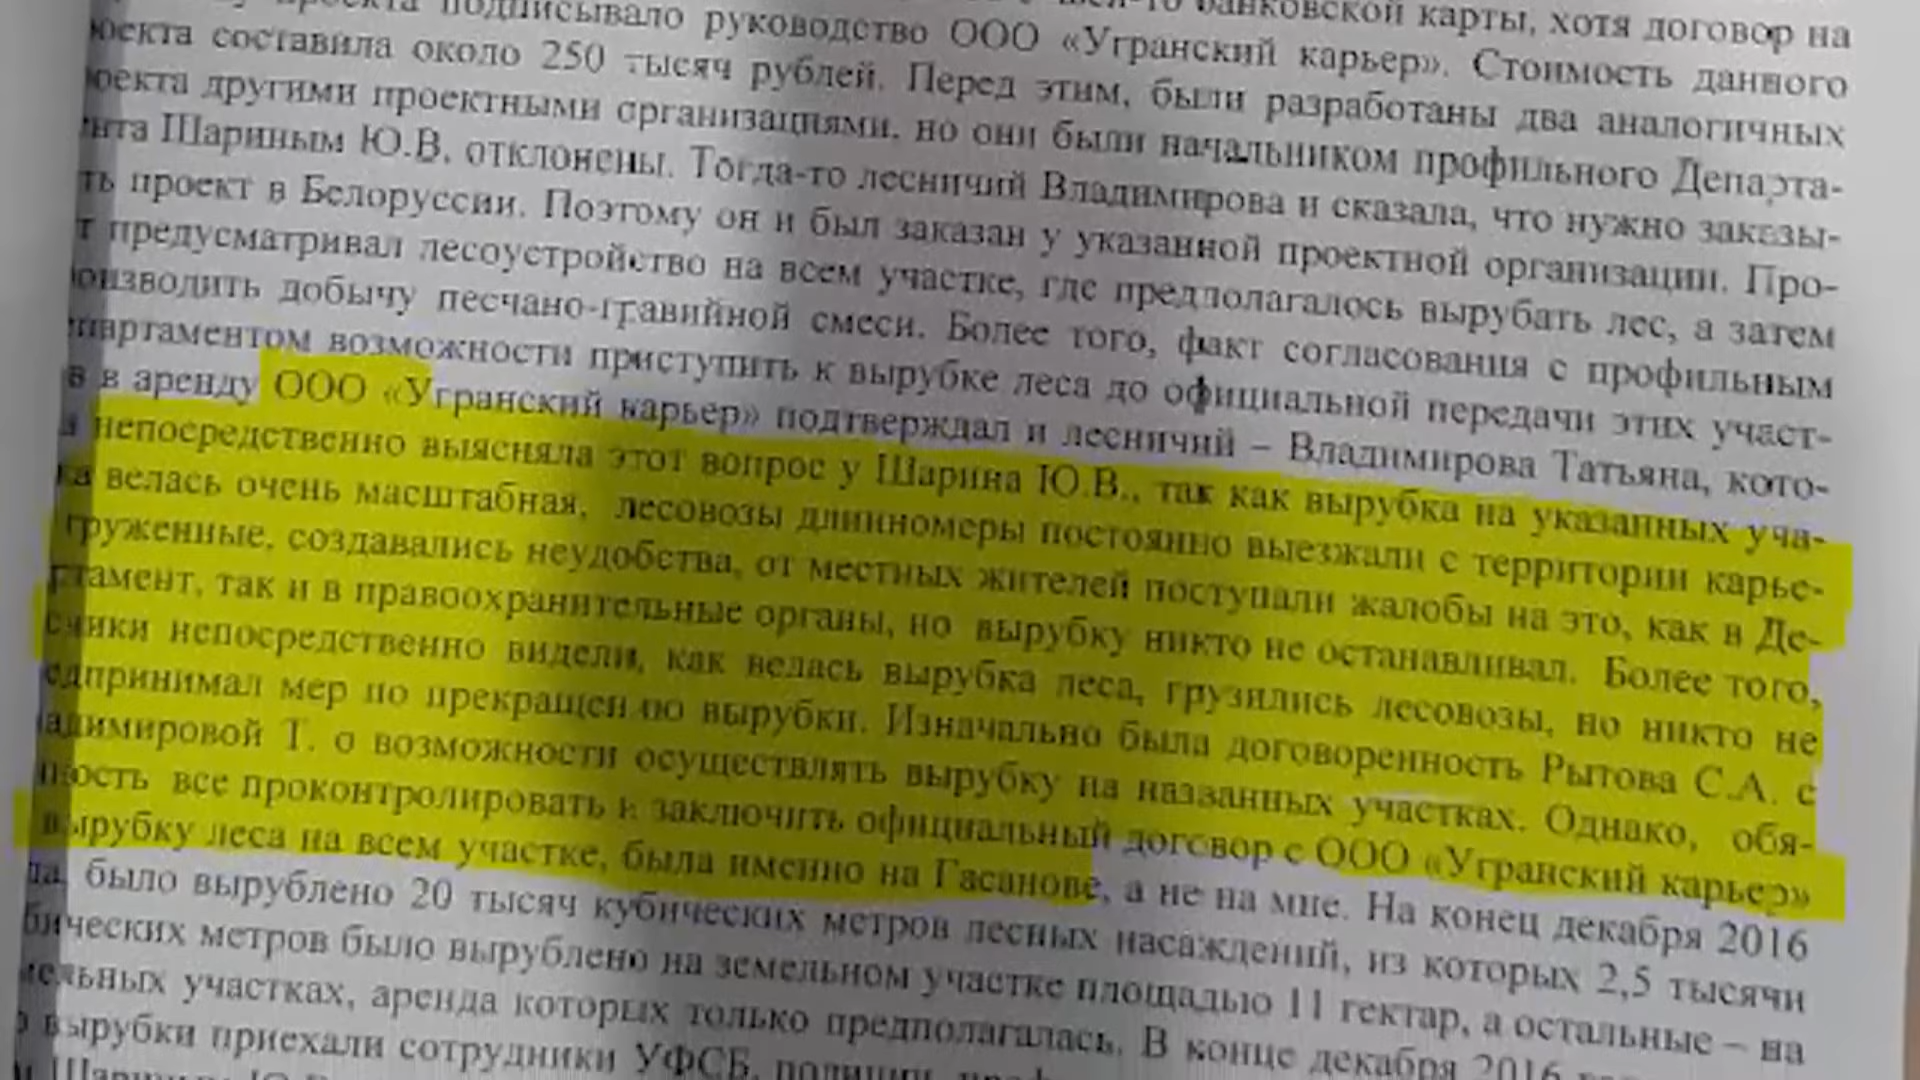 проекта подписывало руководство ООО «Угранский карьер». Стоимость данного
банковской карты, хотя договор на
роекта составила около 250 тысяч рублей. Перед этим, были разработаны два аналогичных
роекта другими проектными организациями, но они были начальником профильного Департа-
нта Шариным Ю.В. отклонены. Тогда-то лесничий Владимирова и сказала, что нужно заказы-
ть проект в Белоруссии. Поэтому он и был заказан у указанной проектной организации. Про-
т предусматривал лесоустройство на всем участке, где предполагалось вырубать лес, а затем
оизводить добычу песчано-гравийной смеси. Более того, факт согласования с профильным
партаментом возможности приступить к вырубке леса до официальной передачи этих участ-
в в аренду ООО «Угранский карьер» подтверждал и лесничий – Владимирова Татьяна, кото-
а непосредственно выясняла этот вопрос у Шарина Ю.В., так как вырубка на указанных уча-
ка велась очень масштабная, лесовозы длинномеры постоянно выезжали с территории карье-
груженные, создавались неудобства, от местных жителей поступали жалобы на это, как в Де-
ртамент, так и в правоохранительные органы, но вырубку никто не останавливал. Более того,
сники непосредственно видели, как велась вырубка леса, грузились лесовозы, но никто не
едпринимал мер по прекращению вырубки. Изначально была договоренность Рытова С.А. с
адимировой Т. о возможности осуществлять вырубку на названных участках. Однако, обя-
ность все проконтролировать и заключить официальный договор с ООО «Угранский карьер»
вырубку леса на всем участке, была именно на Гасанове, а не на мне. На конец декабря 2016
да, было вырублено 20 тысяч кубических метров лесных насаждений, из которых 2,5 тысячи
бических метров было вырублено на земельном участке площадью 11 гектар, а остальные – на
мельных участках, аренда которых только предполагалась. В конце декабря 2016
о вырубки приехали сотрудники УФСБ, полиции,